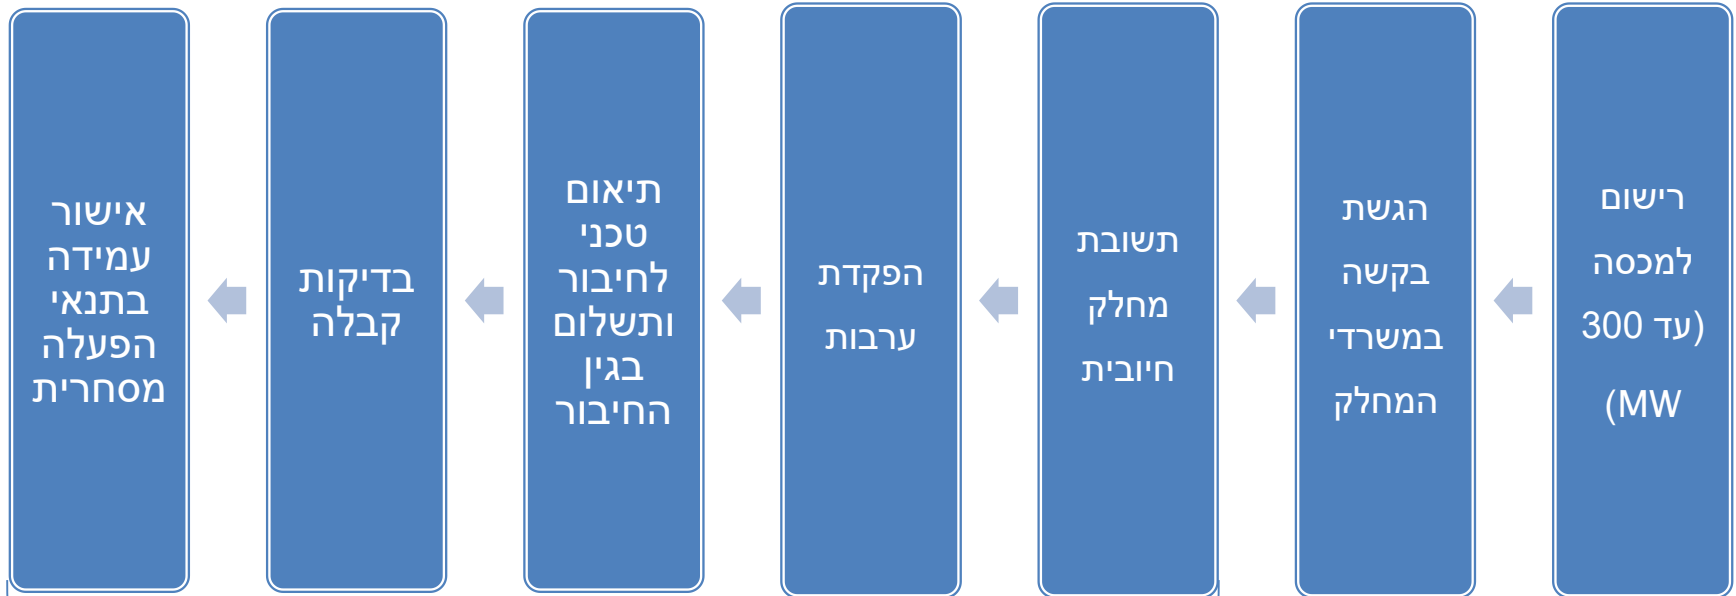 רישום
למכסה
(עד 300
MW)
הגשת
בקשה
במשרדי
המחלק
תשובת
מחלק
חיובית
הפקדת
ערבות
תיאום
טכני
לחיבור
ותשלום
בגין
החיבור
בדיקות
קבלה
אישור
עמידה
בתנאי
הפעלה
מסחרית